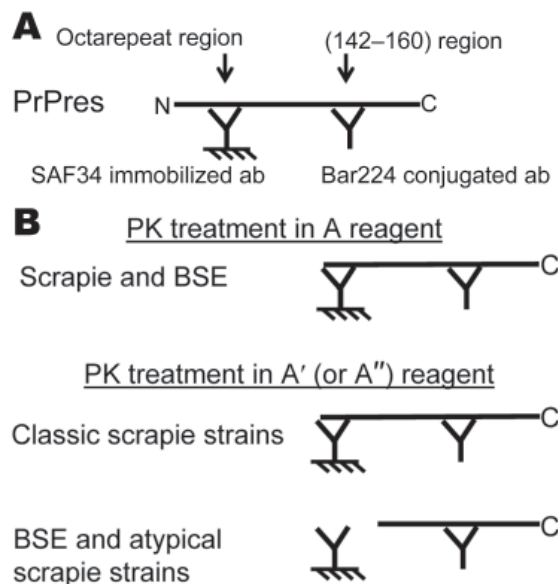 A
Octarepeat region (142–160) region
PrPres N C
SAF34 immobilized ab Bar224 conjugated ab
B
PK treatment in A reagent
Scrapie and BSE C
PK treatment in A′ (or A″) reagent
Classic scrapie strains C
BSE and atypical C
scrapie strains